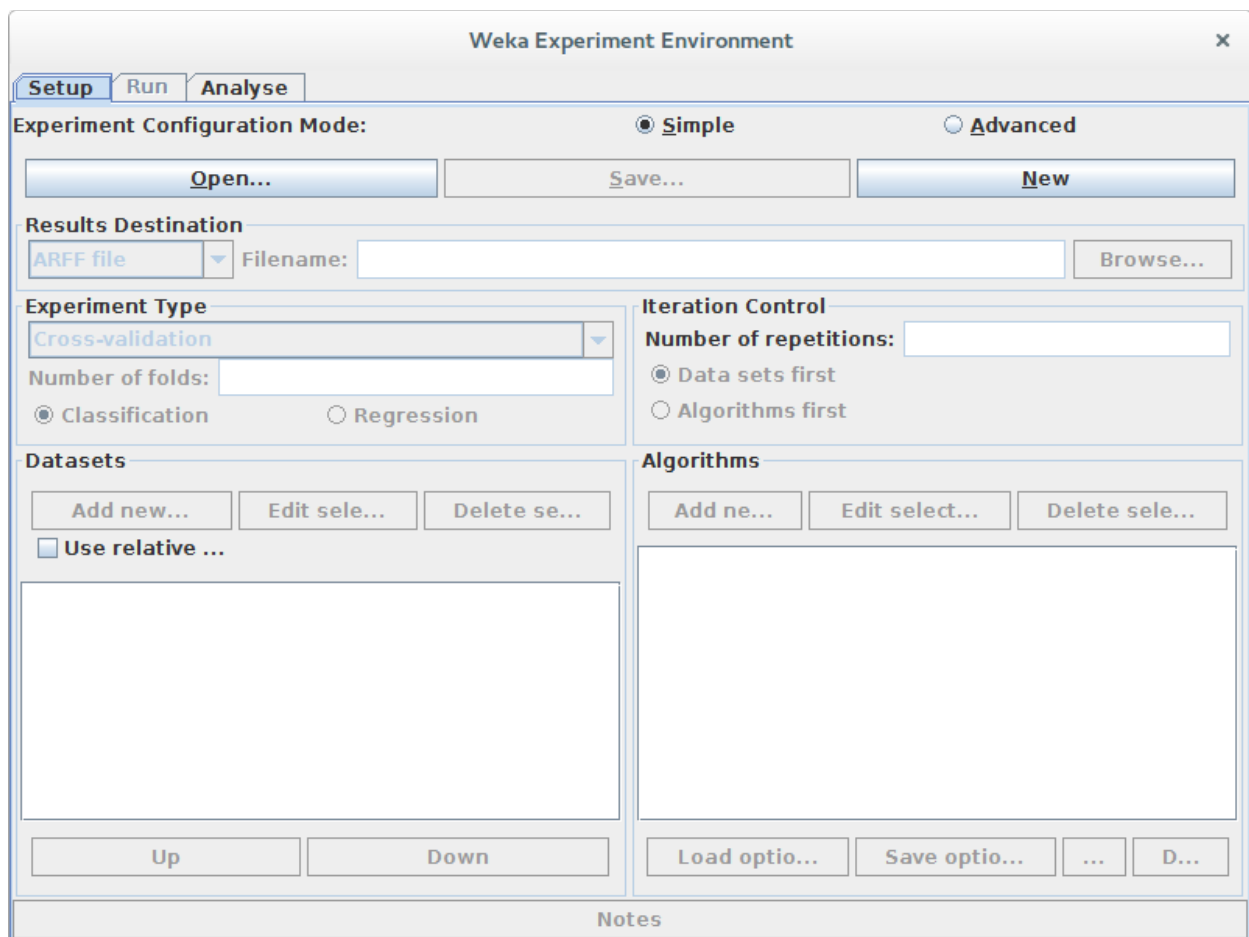 Weka Experiment Environment ×
Setup Run Analyse
Experiment Configuration Mode: Simple Advanced
Open... Save... New
Results Destination
ARFF file Filename: Browse...
Experiment Type Iteration Control
Cross-validation Number of repetitions:
Number of folds: Data sets first
Classification Regression Algorithms first
Datasets Algorithms
Add new... Edit sele... Delete se... Add ne... Edit select... Delete sele...
Use relative ...
Up Down Load optio... Save optio... ... D...
Notes